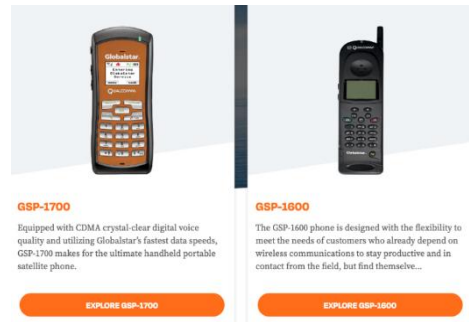 Globalstar.
QUALCOMM
GSP-1700
Equipped with CDMA crystal-clear digital voice
quality and utilizing Globalstar's fastest data speeds,
GSP-1700 makes for the ultimate handheld portable
satellite phone.
EXPLORE GSP-1700
QUALCOMM
GSP-1600
The GSP-1600 phone is designed with the flexibility to
meet the needs of customers who already depend on
wireless communications to stay productive and in
contact from the field, but find themselve...
EXPLORE GSP-1600